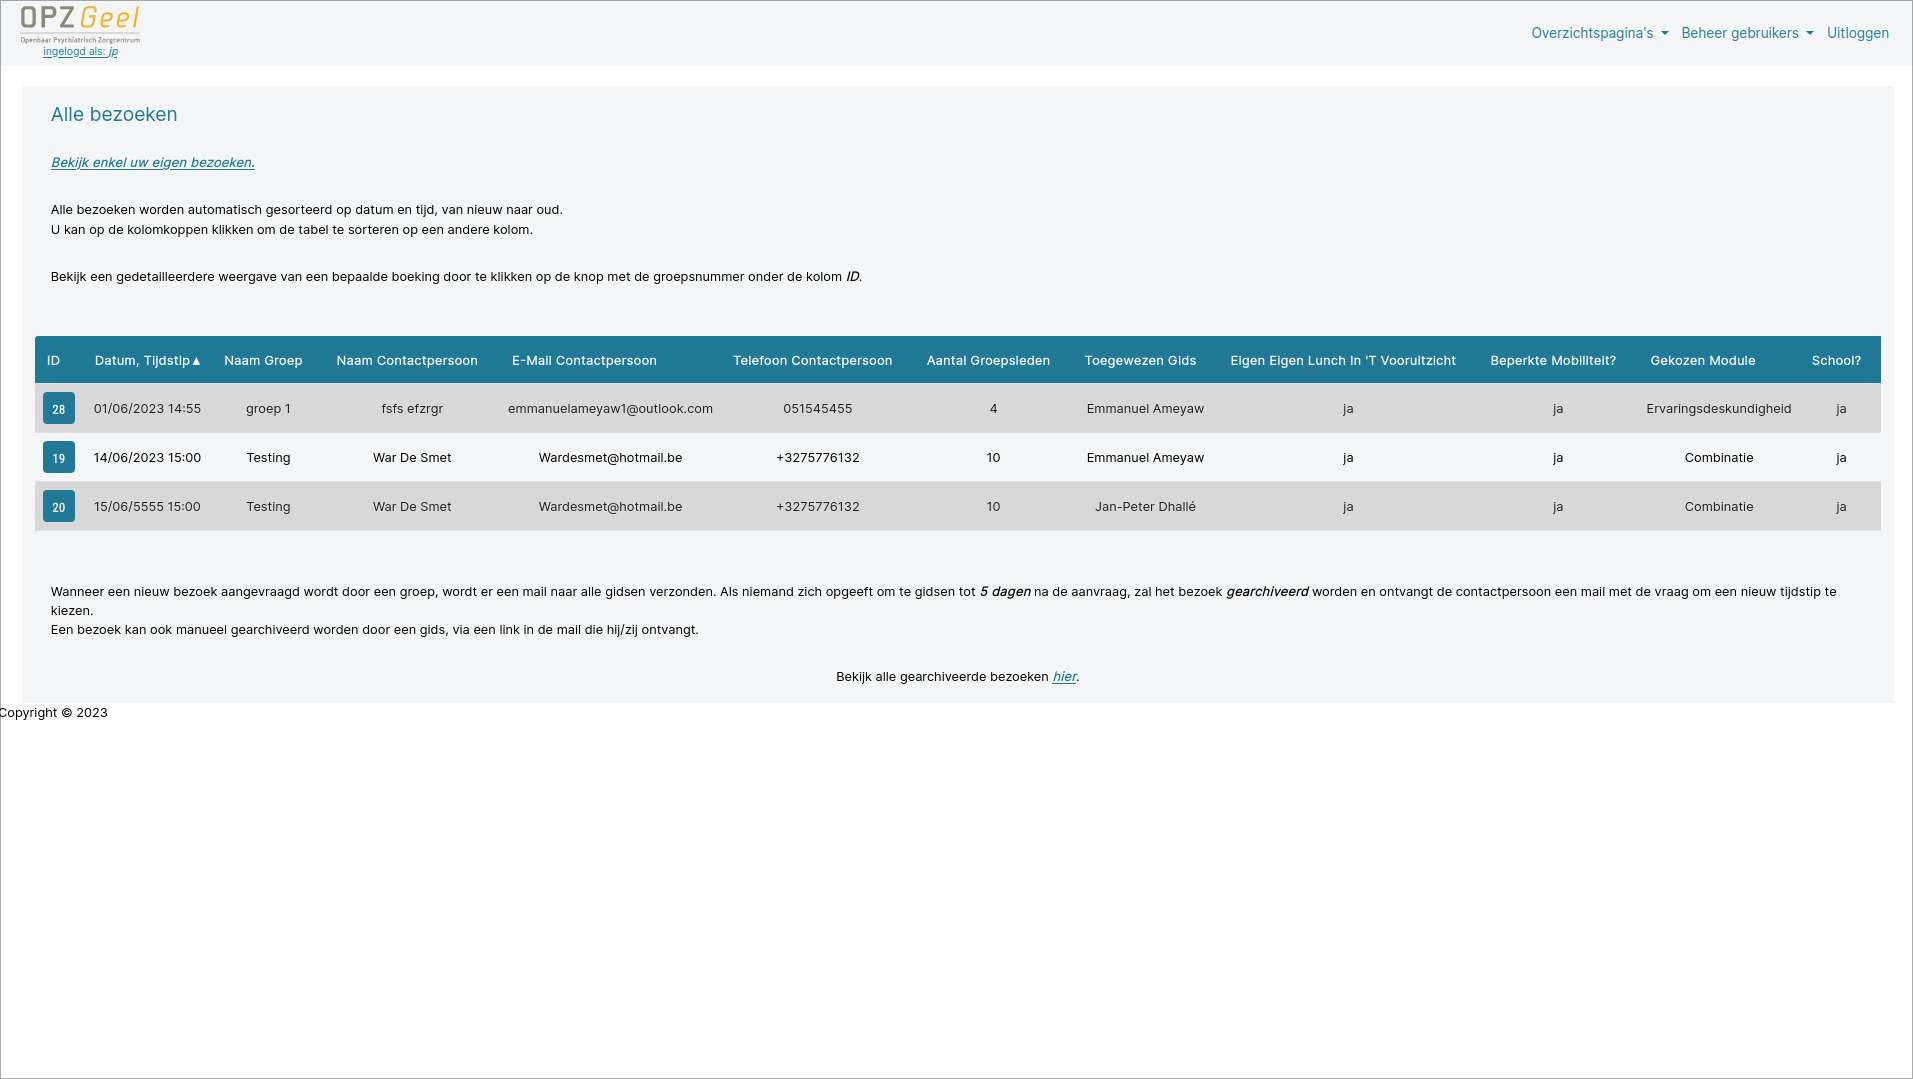 OPZ Geel
Openbaar Psychiatrisch Zorgcentrum
ingelogd als: jp
Overzichtspagina's Beheer gebruikers Uitloggen
Alle bezoeken
Bekijk enkel uw eigen bezoeken.
Alle bezoeken worden automatisch gesorteerd op datum en tijd, van nieuw naar oud.
U kan op de kolomkoppen klikken om de tabel te sorteren op een andere kolom.
Bekijk een gedetailleerdere weergave van een bepaalde boeking door te klikken op de knop met de groepsnummer onder de kolom ID.
ID Datum, Tijdstip▲ Naam Groep Naam Contactpersoon E-Mail Contactpersoon Telefoon Contactpersoon Aantal Groepsleden Toegewezen Gids Eigen Eigen Lunch In 'T Vooruitzicht Beperkte Mobiliteit? Gekozen Module School?
28 01/06/2023 14:55 groep 1 fsfs efzrgr emmanuelameyaw1@outlook.com 051545455 4 Emmanuel Ameyaw ja ja Ervaringsdeskundigheid ja
19 14/06/2023 15:00 Testing War De Smet Wardesmet@hotmail.be +3275776132 10 Emmanuel Ameyaw ja ja Combinatie ja
20 15/06/5555 15:00 Testing War De Smet Wardesmet@hotmail.be +3275776132 10 Jan-Peter Dhallé ja ja Combinatie ja
Wanneer een nieuw bezoek aangevraagd wordt door een groep, wordt er een mail naar alle gidsen verzonden. Als niemand zich opgeeft om te gidsen tot 5 dagen na de aanvraag, zal het bezoek gearchiveerd worden en ontvangt de contactpersoon een mail met de vraag om een nieuw tijdstip te
kiezen.
Een bezoek kan ook manueel gearchiveerd worden door een gids, via een link in de mail die hij/zij ontvangt.
Bekijk alle gearchiveerde bezoeken hier.
Copyright © 2023